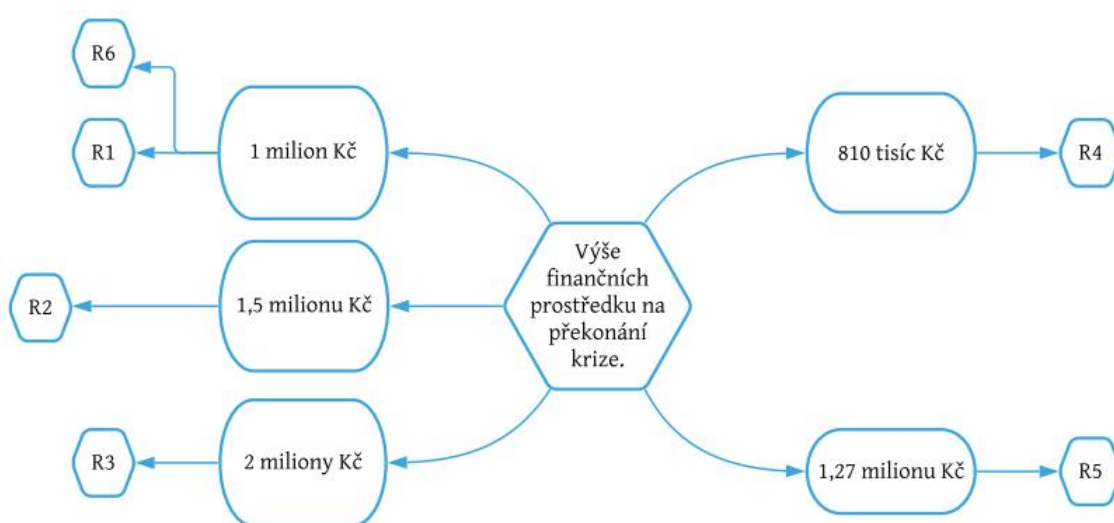 R6
R1
1 milion Kč
810 tisíc Kč
R4
Výše
finančních
prostředku na
překonání
krize.
R2
1,5 milionu Kč
R3
2 miliony Kč
1,27 milionu Kč
R5